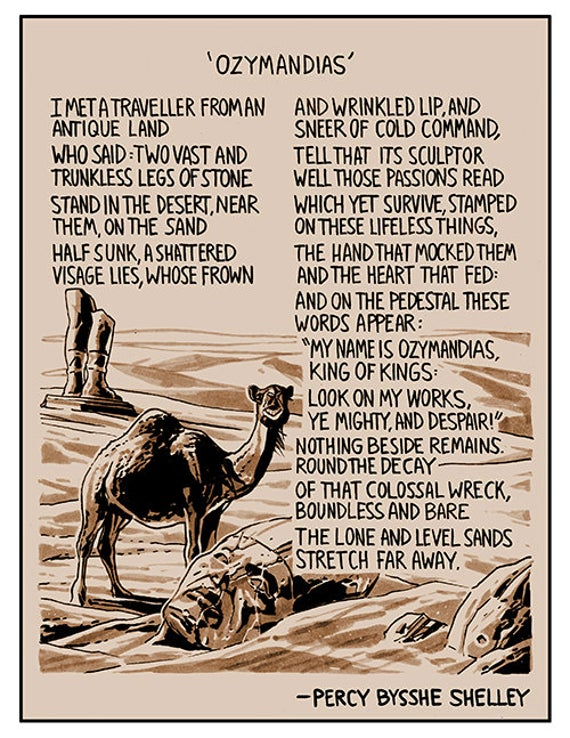 'OZYMANDIAS'
I MET A TRAVELLER FROM AN
ANTIQUE LAND
WHO SAID: TWO VAST AND
TRUNKLESS LEGS OF STONE
STAND IN THE DESERT, NEAR
THEM, ON THE SAND
HALF SUNK, A SHATTERED
VISAGE LIES, WHOSE FROWN
AND WRINKLED LIP, AND
SNEER OF COLD COMMAND,
TELL THAT ITS SCULPTOR
WELL THOSE PASSIONS READ
WHICH YET SURVIVE, STAMPED
ON THESE LIFELESS THINGS,
THE HAND THAT MOCKED THEM
AND THE HEART THAT FED:
AND ON THE PEDESTAL THESE
WORDS APPEAR:
"MY NAME IS OZYMANDIAS,
KING OF KINGS:
LOOK ON MY WORKS,
YE MIGHTY, AND DESPAIR!"
NOTHING BESIDE REMAINS.
ROUND THE DECAY
OF THAT COLOSSAL WRECK,
BOUNDLESS AND BARE
THE LONE AND LEVEL SANDS
STRETCH FAR AWAY.
—PERCY BYSSHE SHELLEY